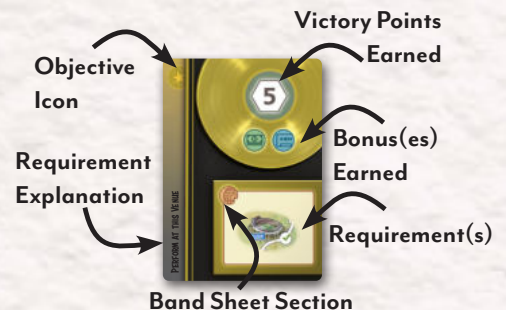 Victory Points
Earned
Objective
Icon
5
Bonus(es)
Earned
Requirement
Explanation
Perform at this Venue
Requirement(s)
Band Sheet Section